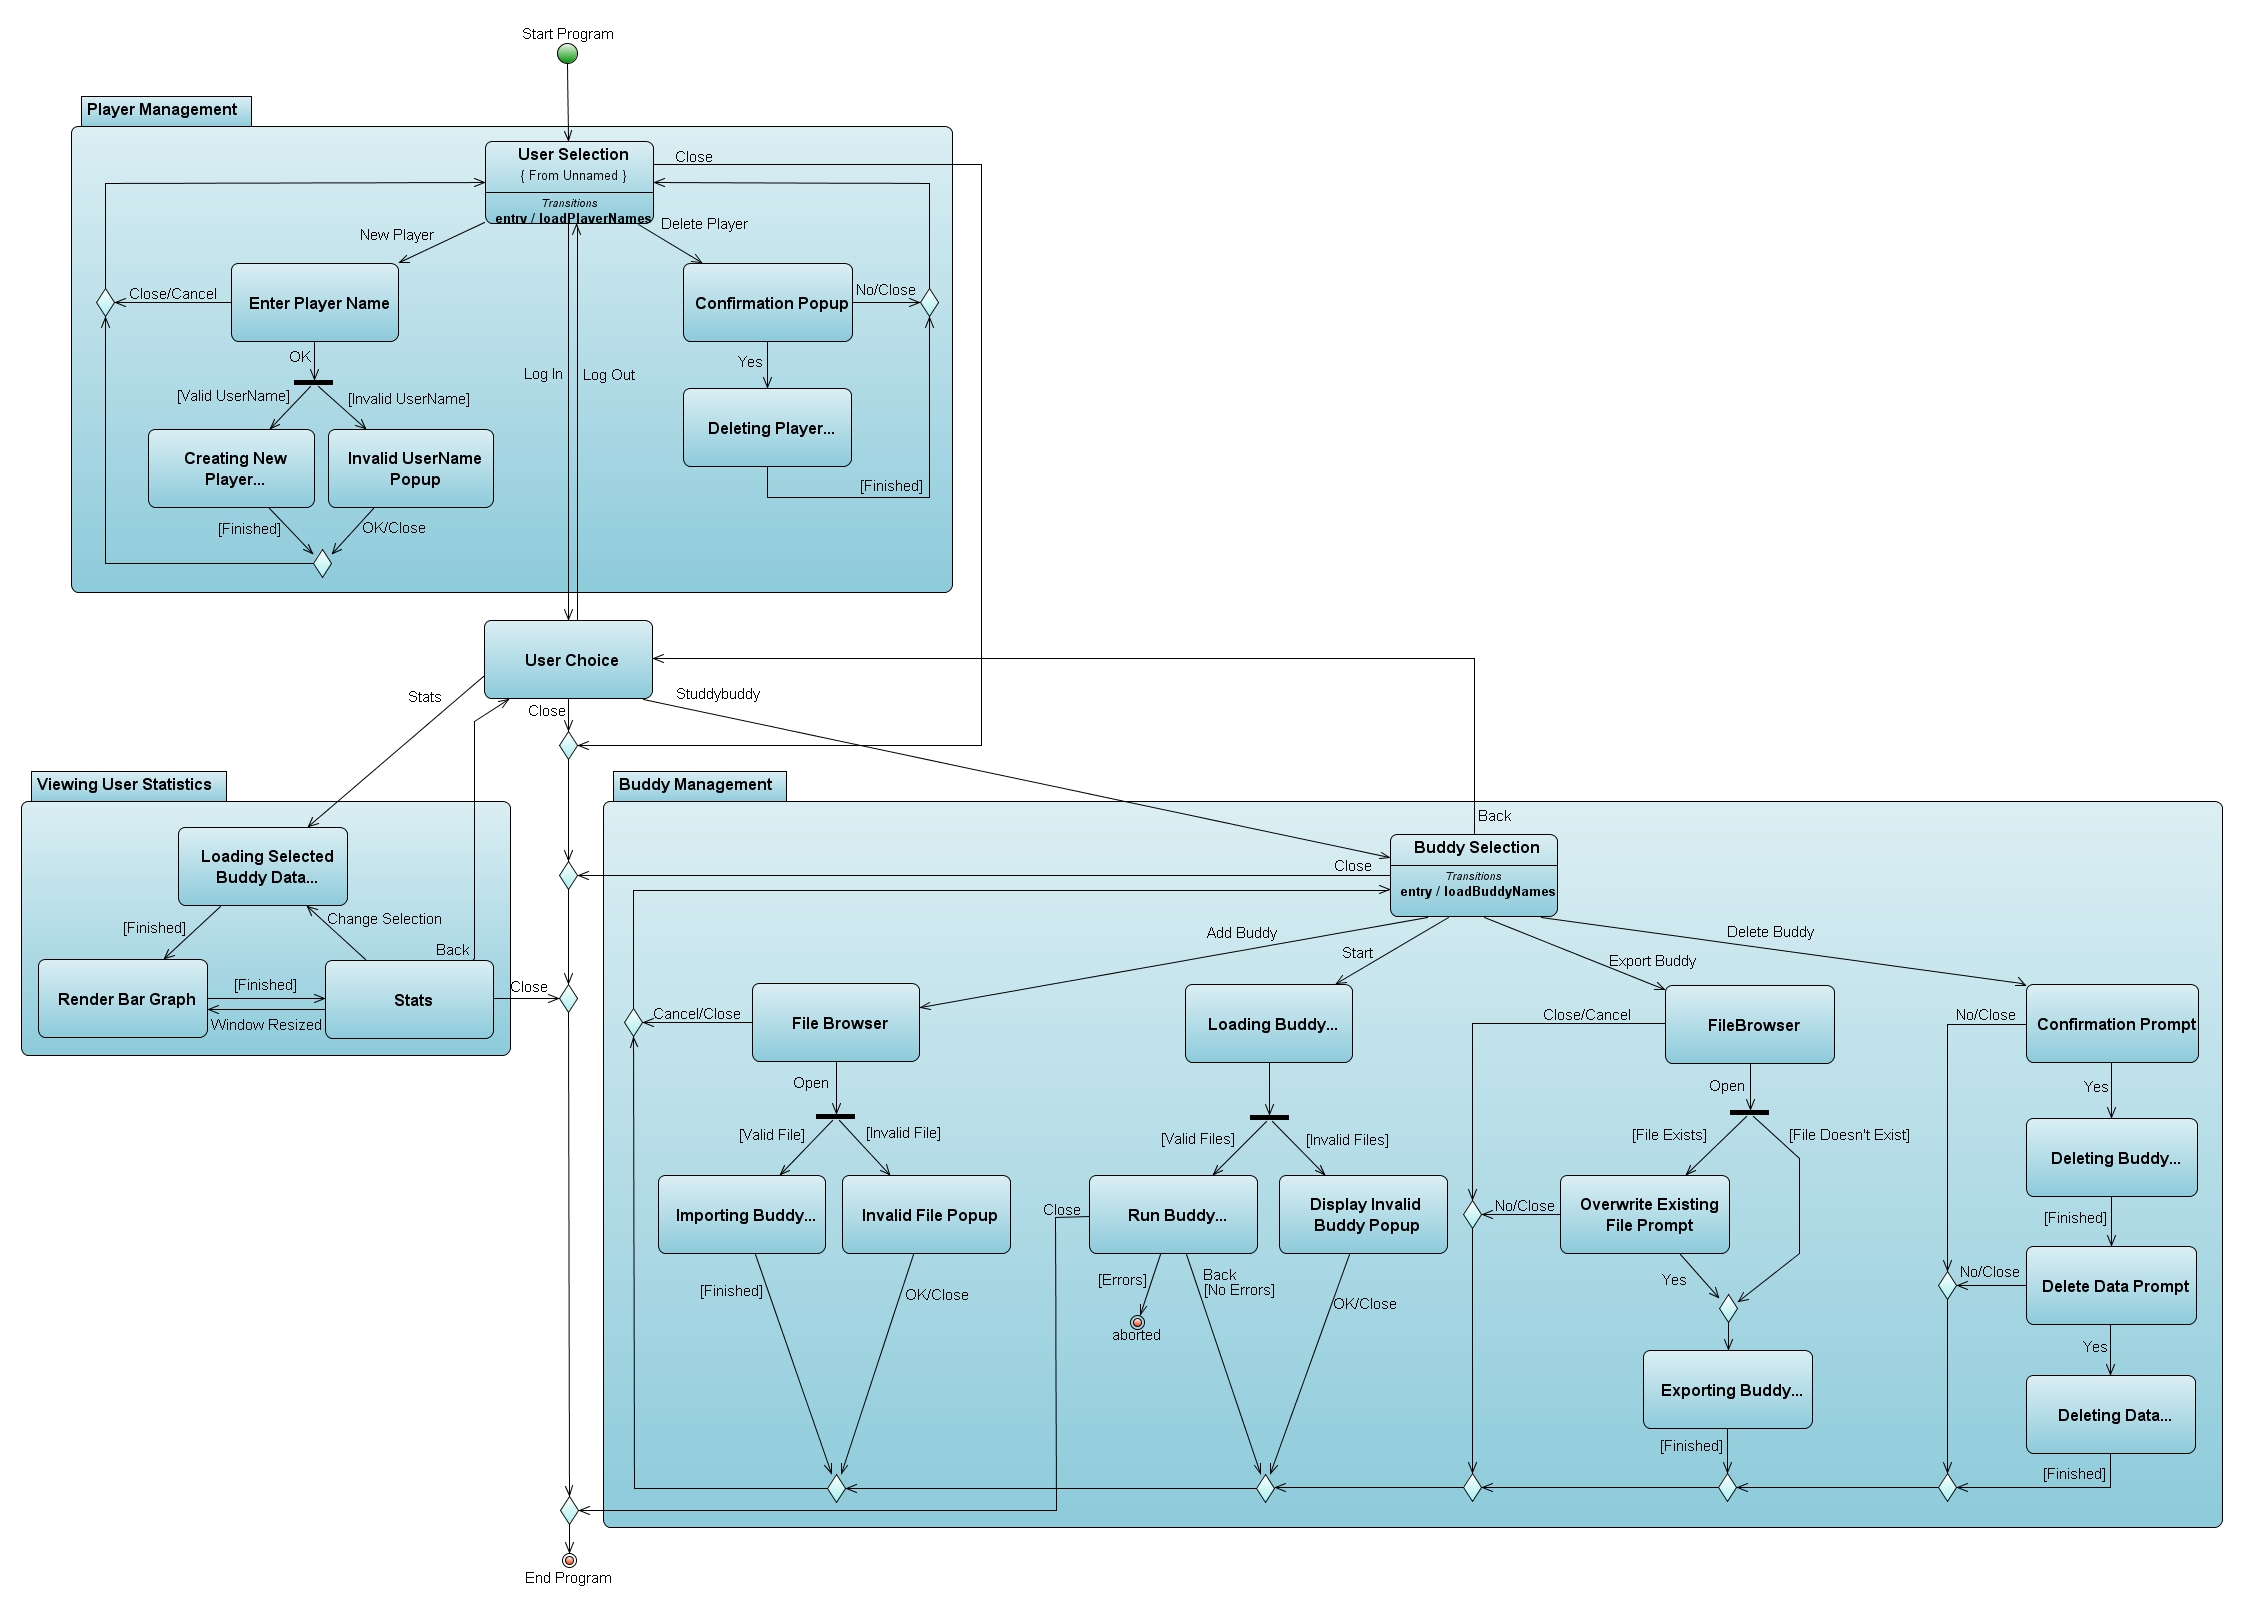 Start Program
Player Management
User Selection
{ From Unnamed }
Transitions
entry / loadPlayerNames
Close
New Player
Delete Player
Close/Cancel
Enter Player Name
Confirmation Popup
No/Close
OK
Yes
[Valid UserName]
[Invalid UserName]
Log In
Log Out
Creating New
Player...
Invalid UserName
Popup
Deleting Player...
[Finished]
[Finished]
OK/Close
User Choice
Stats
Close
Studdybuddy
Viewing User Statistics
Loading Selected
Buddy Data...
[Finished]
Change Selection
Back
Render Bar Graph
[Finished]
Window Resized
Stats
Close
Buddy Management
Back
Buddy Selection
Close
Transitions
entry / loadBuddyNames
Add Buddy
Start
Export Buddy
Delete Buddy
Cancel/Close
File Browser
Loading Buddy...
Close/Cancel
FileBrowser
No/Close
Confirmation Prompt
Open
Open
Yes
[Valid File]
[Invalid File]
[Valid Files]
[Invalid Files]
[File Exists]
[File Doesn't Exist]
Deleting Buddy...
Importing Buddy...
Invalid File Popup
Close
Run Buddy...
Display Invalid
Buddy Popup
No/Close
Overwrite Existing
File Prompt
[Finished]
[Finished]
OK/Close
[Errors]
aborted
Back
[No Errors]
OK/Close
Yes
No/Close
Delete Data Prompt
Yes
Exporting Buddy...
Deleting Data...
[Finished]
[Finished]
End Program